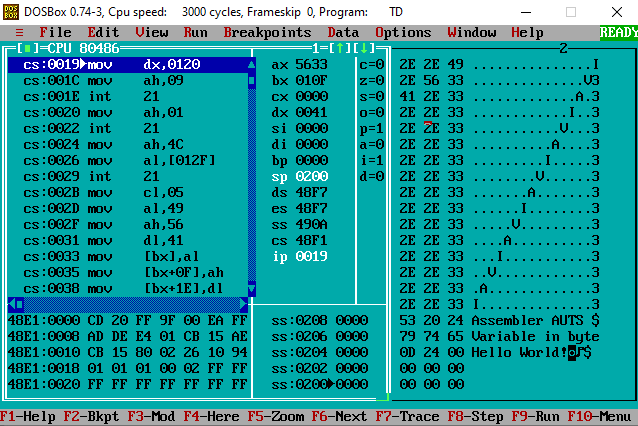 DOSBox 0.74-3, Cpu speed: 3000 cycles, Frameskip 0, Program: TD
≡ File Edit View Run Breakpoints Data Options Window Help READY
[■]=CPU 80486 1=[↑][↓] 2
cs:0019►mov dx,0120 ax 5633 c=0 2E 2E 49 ...............I
cs:001C mov ah,09 bx 010F z=0 2E 56 33 .............V3
cs:001E int 21 cx 0000 s=0 41 2E 33 ............A.3
cs:0020 mov ah,01 dx 0041 o=0 2E 2E 33 ...........I..3
cs:0022 int 21 si 0000 p=1 2E 2E 33 ..........V...3
cs:0024 mov ah,4C di 0000 a=0 2E 2E 33 .........A....3
cs:0026 mov al,[012F] bp 0000 i=1 2E 2E 33 ........I.....3
cs:0029 int 21 sp 0200 d=0 2E 2E 33 .......V......3
cs:002B mov cl,05 ds 48F7 2E 2E 33 ......A.......3
cs:002D mov al,49 es 48F7 2E 2E 33 .....I........3
cs:002F mov ah,56 ss 490A 2E 2E 33 ....V.........3
cs:0031 mov dl,41 cs 48F1 2E 2E 33 ...A..........3
cs:0033 mov [bx],al ip 0019 2E 2E 33 ..I...........3
cs:0035 mov [bx+0F],ah 2E 2E 33 .V............3
cs:0038 mov [bx+1E],dl 2E 2E 33 .A............3
2E 2E 33 I.............3
48E1:0000 CD 20 FF 9F 00 EA FF ss:0208 0000 53 20 24 Assembler AUTS $
48E1:0008 AD DE E4 01 CB 15 AE ss:0206 0000 79 74 65 Variable in byte
48E1:0010 CB 15 80 02 26 10 94 ss:0204 0000 0D 24 00 Hello World!◙♪$
48E1:0018 01 01 01 00 02 FF FF ss:0202 0000 00 00 00
48E1:0020 FF FF FF FF FF FF FF ss:0200►0000 00 00 00
F1-Help F2-Bkpt F3-Mod F4-Here F5-Zoom F6-Next F7-Trace F8-Step F9-Run F10-Menu